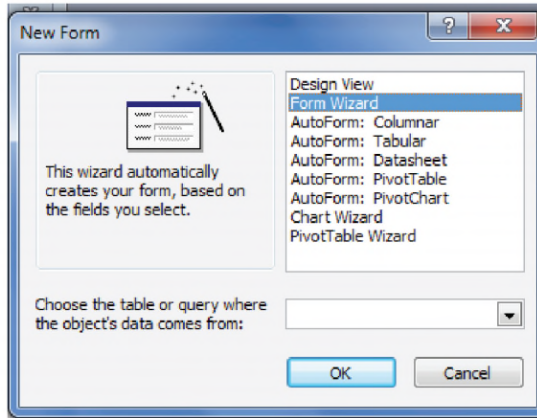 New Form
Design View
Form Wizard
AutoForm: Columnar
AutoForm: Tabular
AutoForm: Datasheet
AutoForm: PivotTable
AutoForm: PivotChart
Chart Wizard
PivotTable Wizard
This wizard automatically
creates your form, based on
the fields you select.
Choose the table or query where
the object's data comes from:
OK
Cancel